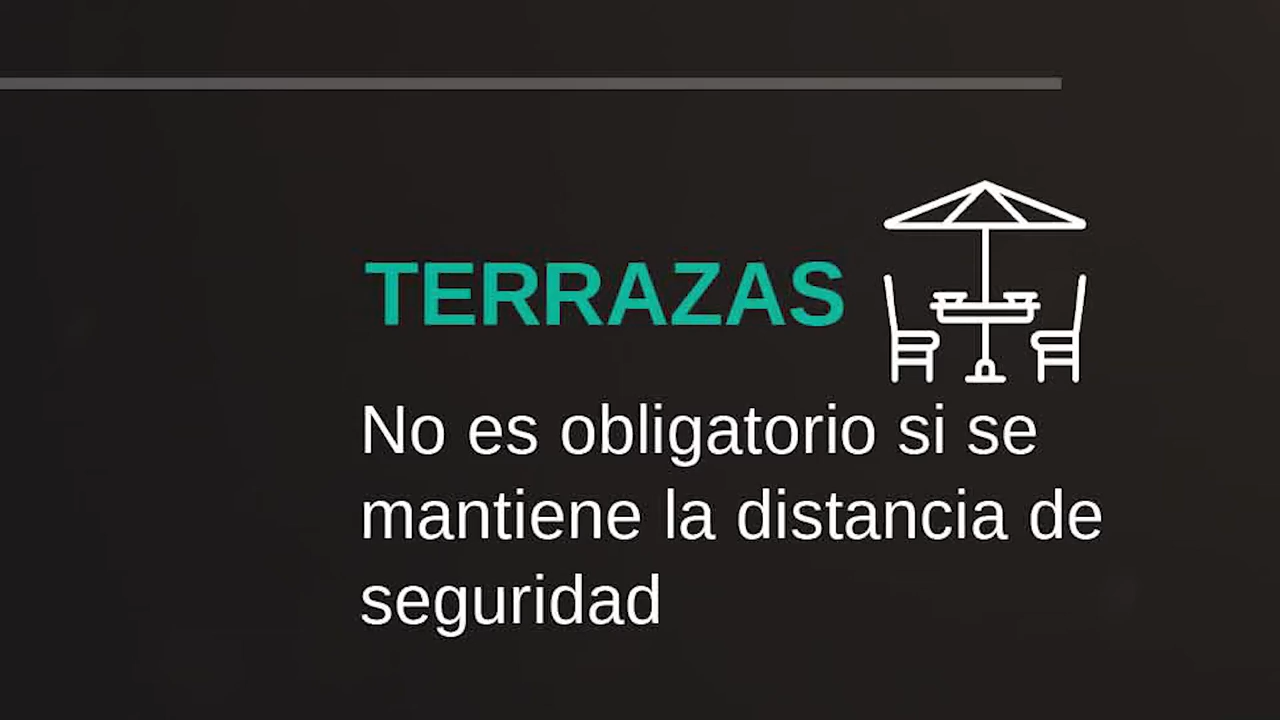 TERRAZAS
No es obligatorio si se
mantiene la distancia de
seguridad